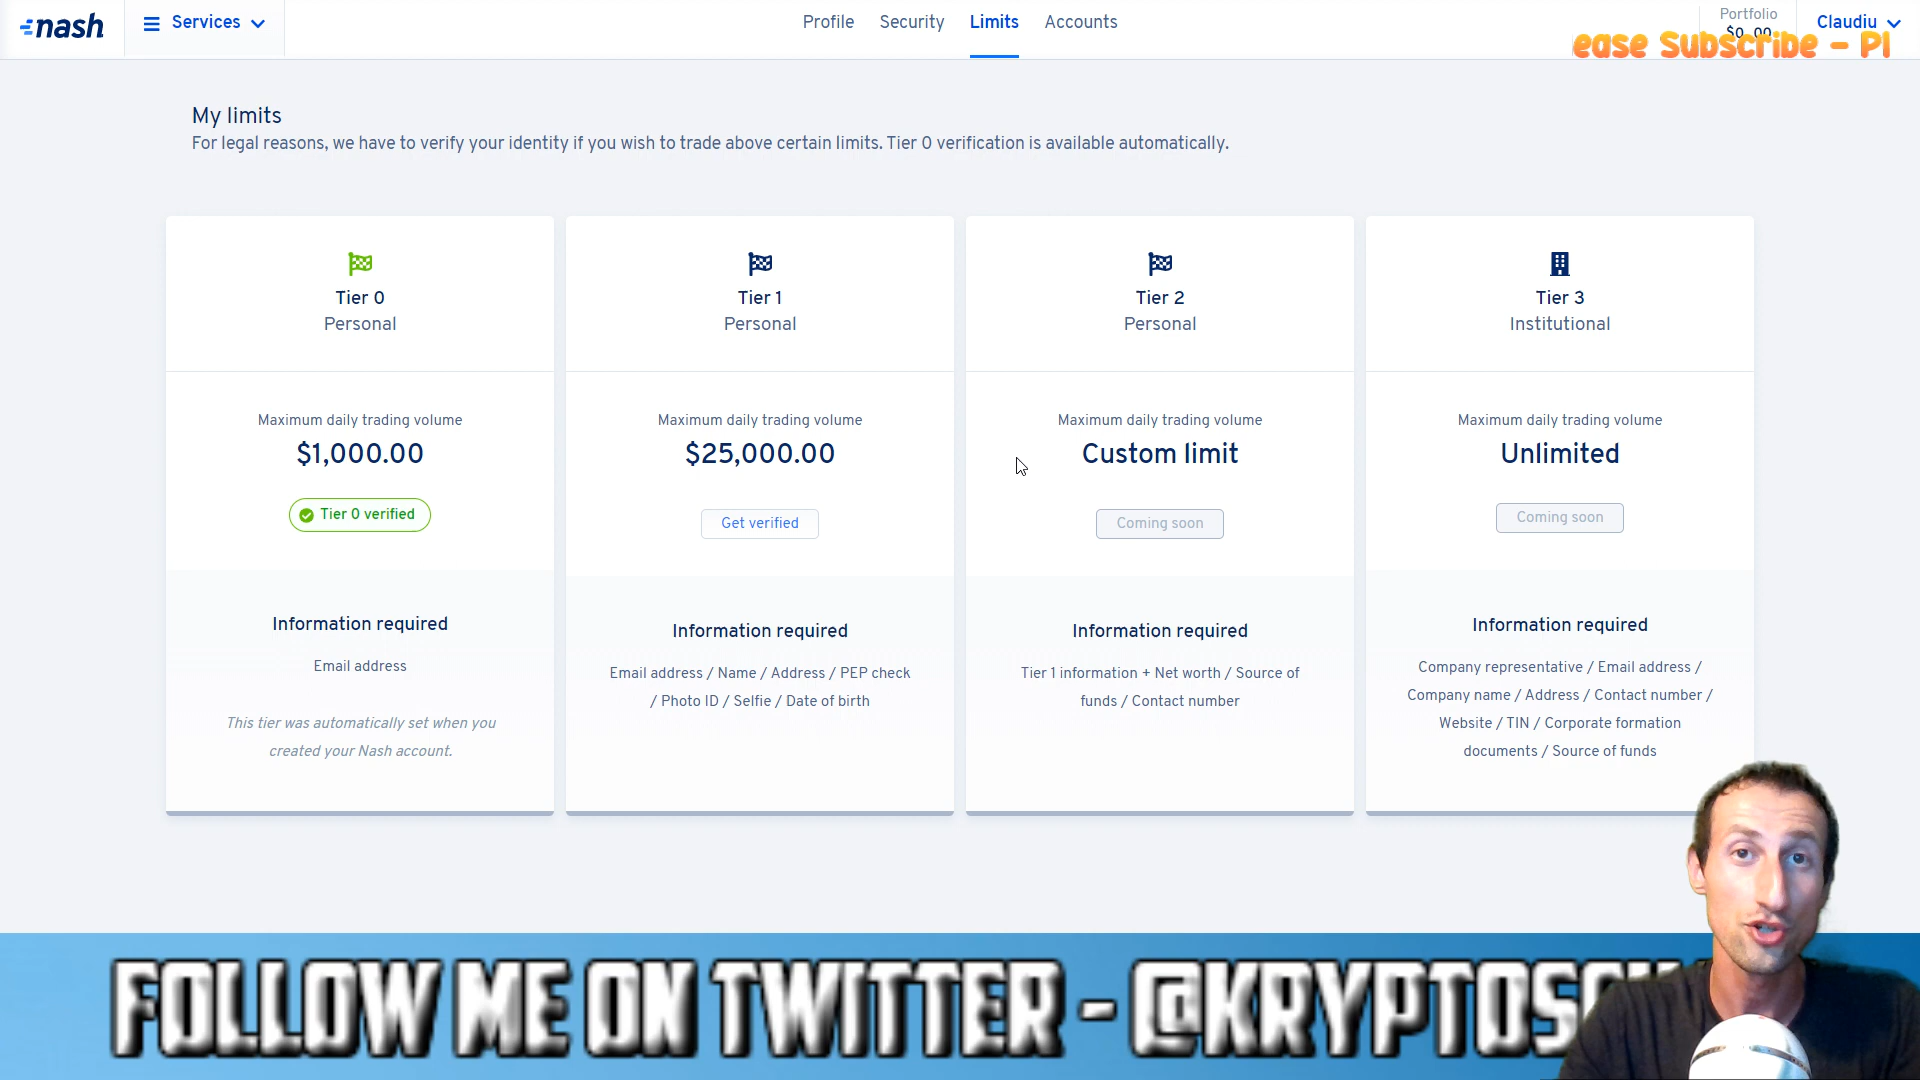 nash
Services
Profile
Security
Limits
Accounts
Portfolio
Claudiu
ease Subscribe - Pl
My limits
For legal reasons, we have to verify your identity if you wish to trade above certain limits. Tier 0 verification is available automatically.
Tier 0
Personal
Maximum daily trading volume
$1,000.00
Tier 0 verified
Information required
Email address
This tier was automatically set when you
created your Nash account.
Tier 1
Personal
Maximum daily trading volume
$25,000.00
Get verified
Information required
Email address / Name / Address / PEP check
/ Photo ID / Selfie / Date of birth
Tier 2
Personal
Maximum daily trading volume
Custom limit
Coming soon
Information required
Tier 1 information + Net worth / Source of
funds / Contact number
Tier 3
Institutional
Maximum daily trading volume
Unlimited
Coming soon
Information required
Company representative / Email address /
Company name / Address / Contact number /
Website / TIN / Corporate formation
documents / Source of funds
FOLLOW ME ON TWITTER - @KRYPTOS